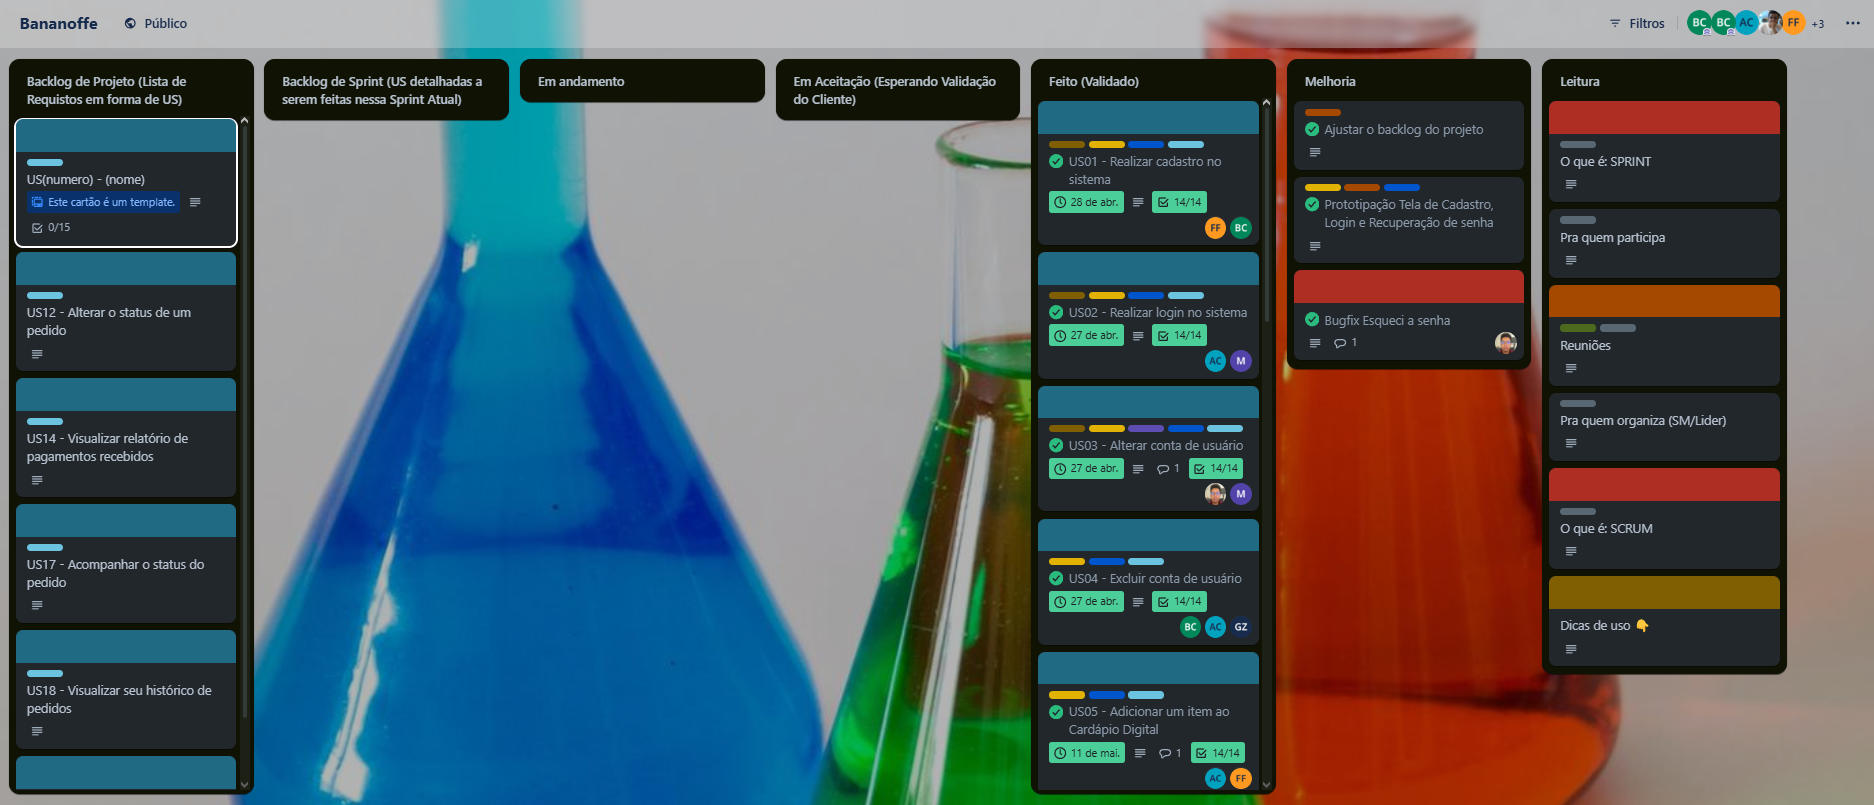 Bananoffe
Público
Filtros
BC
BC
AC
FF
+3
Backlog de Projeto (Lista de
Requistos em forma de US)
US(numero) - (nome)
Este cartão é um template.
0/15
US12 - Alterar o status de um
pedido
US14 - Visualizar relatório de
pagamentos recebidos
US17 - Acompanhar o status do
pedido
US18 - Visualizar seu histórico de
pedidos
Backlog de Sprint (US detalhadas a
serem feitas nessa Sprint Atual)
Em andamento
Em Aceitação (Esperando Validação
do Cliente)
Feito (Validado)
US01 - Realizar cadastro no
sistema
28 de abr.
14/14
FF
BC
US02 - Realizar login no sistema
27 de abr.
14/14
AC
M
US03 - Alterar conta de usuário
27 de abr.
1
14/14
M
US04 - Excluir conta de usuário
27 de abr.
14/14
BC
AC
GZ
US05 - Adicionar um item ao
Cardápio Digital
11 de mai.
1
14/14
AC
FF
Melhoria
Ajustar o backlog do projeto
Prototipação Tela de Cadastro,
Login e Recuperação de senha
Bugfix Esqueci a senha
1
Leitura
O que é: SPRINT
Pra quem participa
Reuniões
Pra quem organiza (SM/Lider)
O que é: SCRUM
Dicas de uso 👇